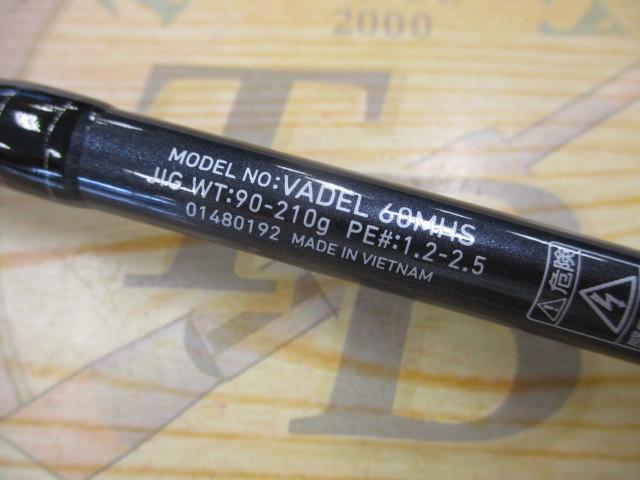 2000
T
B
MODEL NO:VADEL 60MHS
JIG WT:90-210g PE#:1.2-2.5
01480192 MADE IN VIETNAM
危険